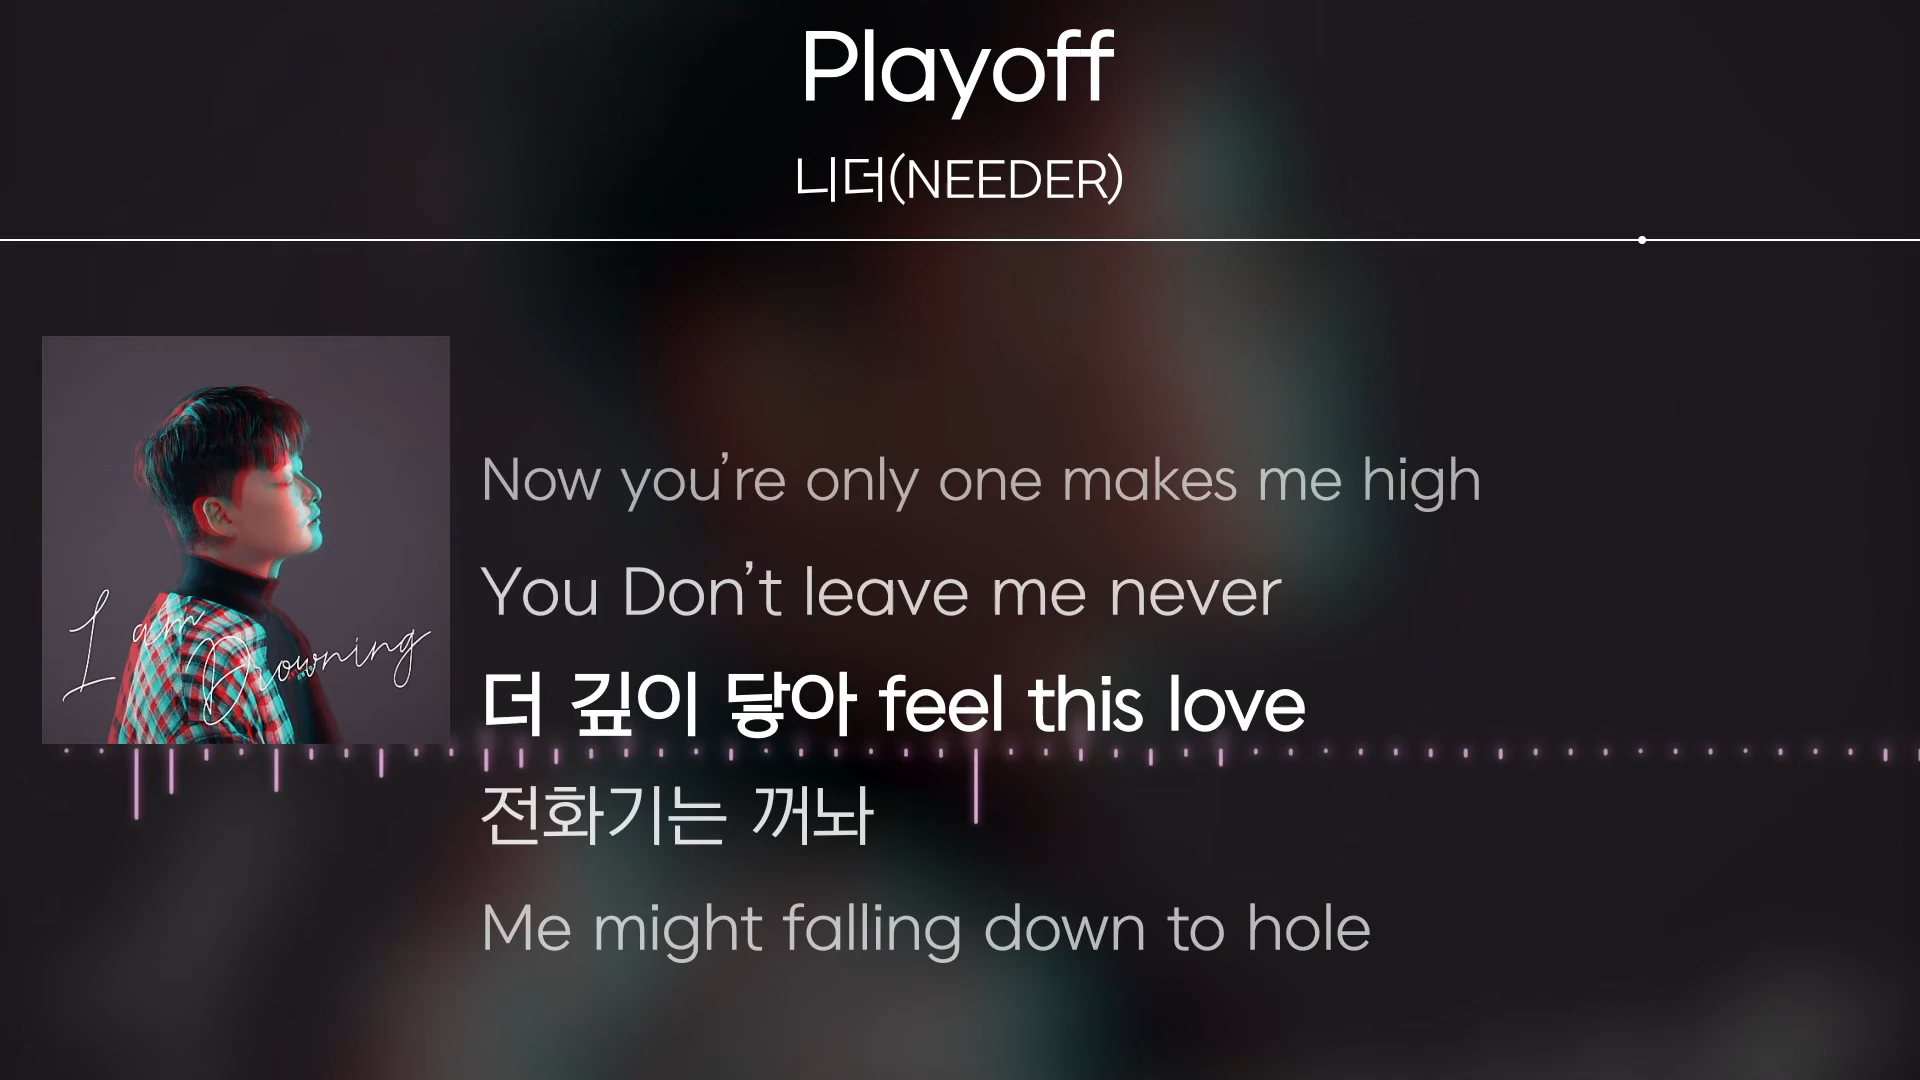 Playoff
니더(NEEDER)
I am
Drowning
Now you’re only one makes me high
You Don’t leave me never
더 깊이 닿아 feel this love
전화기는 꺼놔
Me might falling down to hole